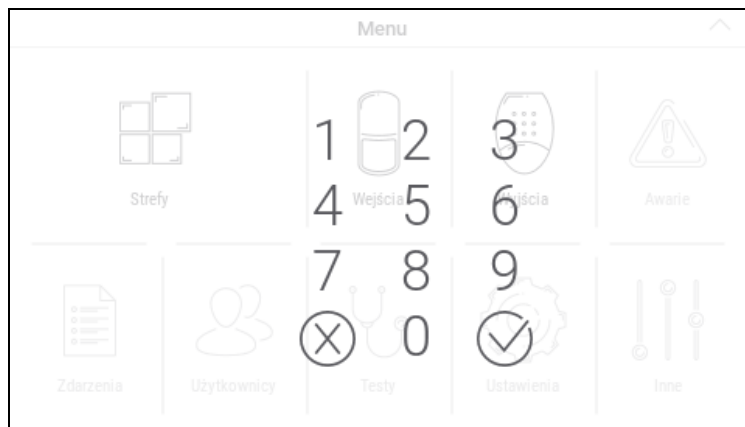 Menu
1 2 3
Strefy Wejścia Wyjścia Awarie
4 5 6
7 8 9
0
Zdarzenia Użytkownicy Testy Ustawienia Inne